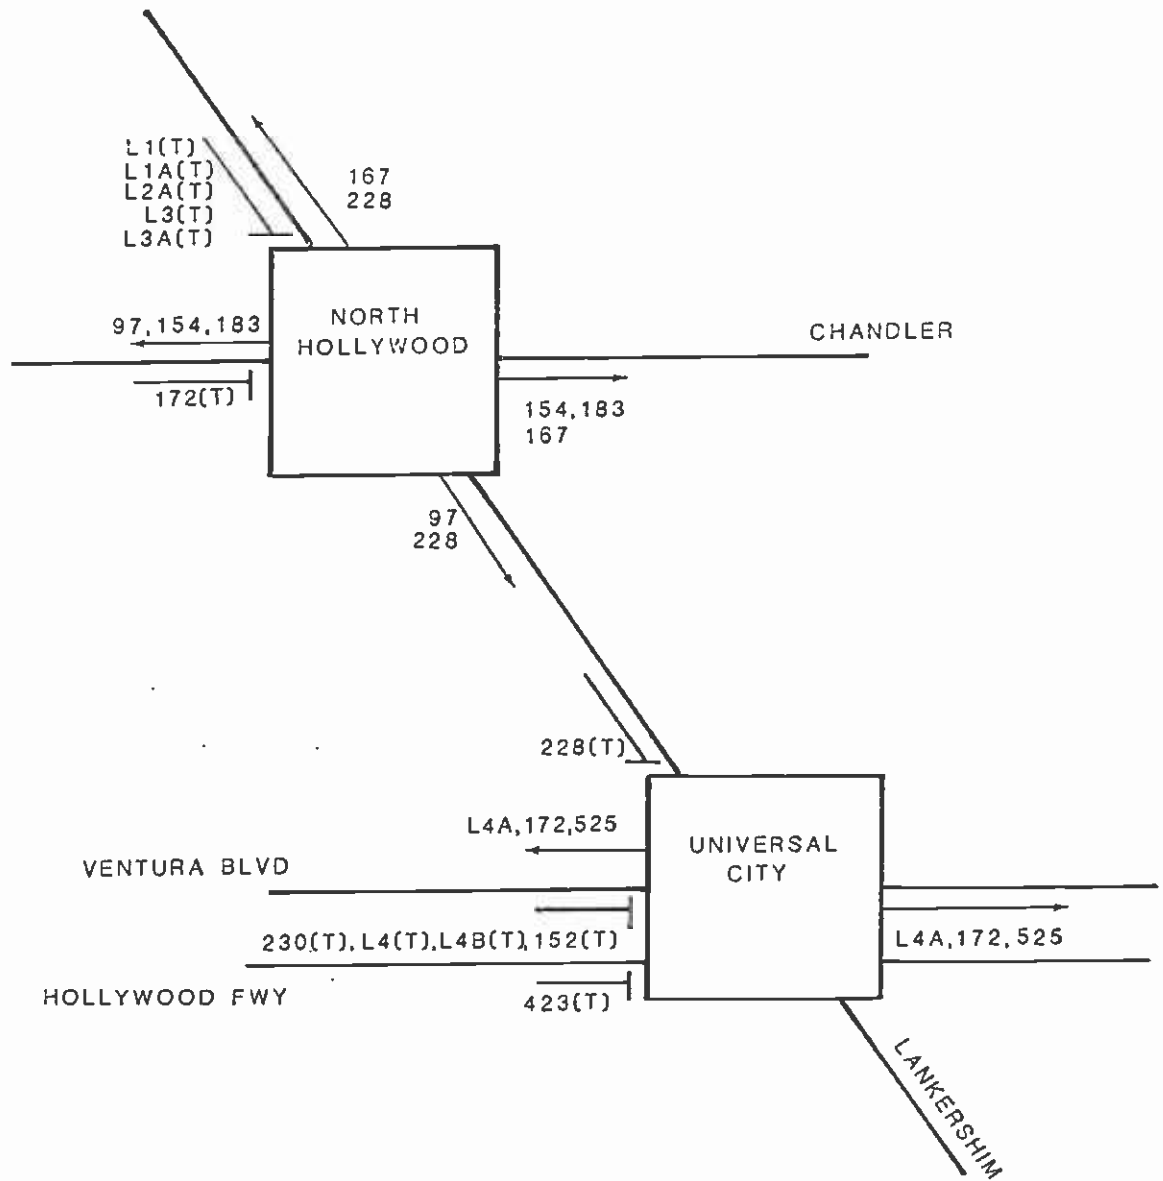 L1(T)
L1A(T)
L2A(T)
L3(T)
L3A(T)
167
228
NORTH
HOLLYWOOD
97,154,183
172(T)
CHANDLER
154,183
167
97
228
228(T)
L4A,172,525
UNIVERSAL
CITY
VENTURA BLVD
230(T),L4(T),L4B(T),152(T)
L4A,172,525
HOLLYWOOD FWY
423(T)
LANKERSHIM